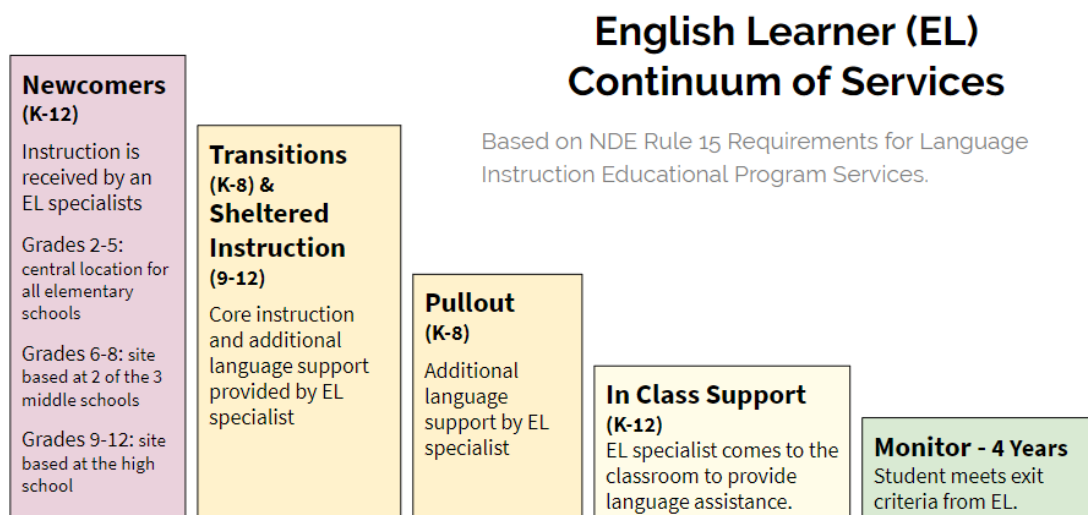 English Learner (EL)
Continuum of Services
Based on NDE Rule 15 Requirements for Language
Instruction Educational Program Services.
Newcomers
(K-12)
Instruction is
received by an
EL specialists
Grades 2-5:
central location for
all elementary
schools
Grades 6-8: site
based at 2 of the 3
middle schools
Grades 9-12: site
based at the high
school
Transitions
(K-8) &
Sheltered
Instruction
(9-12)
Core instruction
and additional
language support
provided by EL
specialist
Pullout
(K-8)
Additional
language
support by EL
specialist
In Class Support
(K-12)
EL specialist comes to the
classroom to provide
language assistance.
Monitor - 4 Years
Student meets exit
criteria from EL.